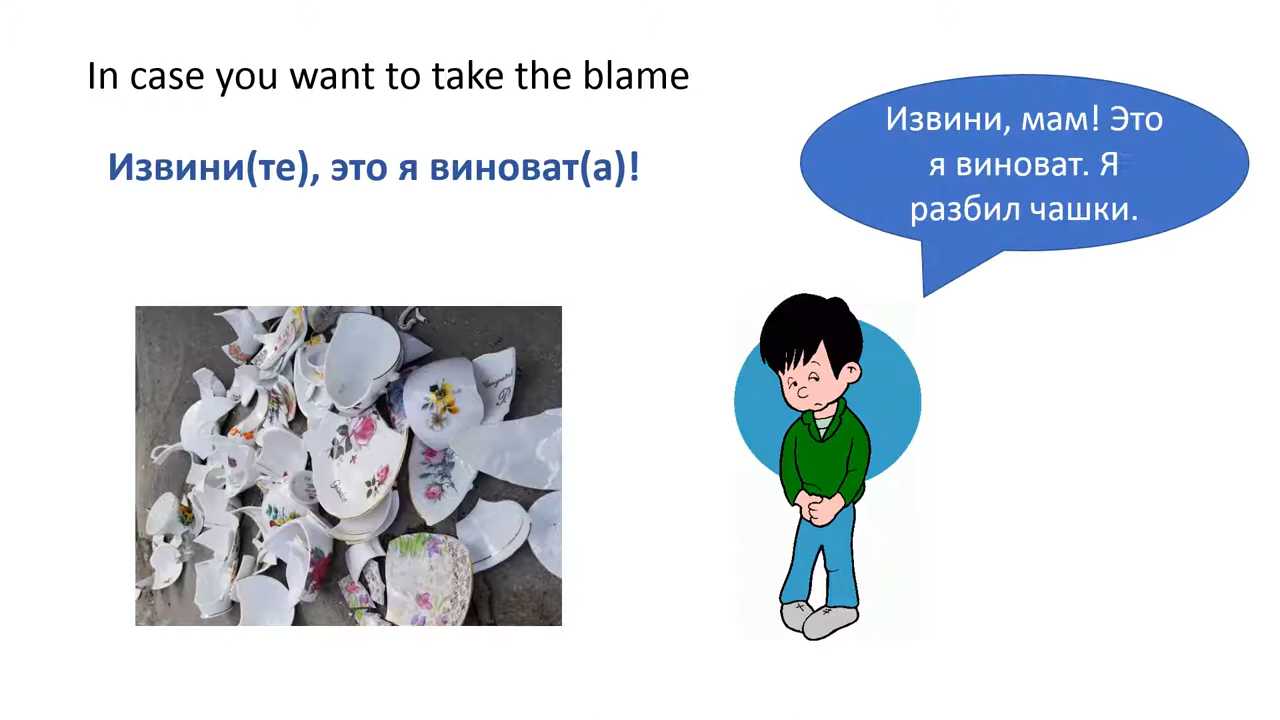 In case you want to take the blame
Извини(те), это я виноват(а)!
Извини, мам! Это
я виноват. Я
разбил чашки.